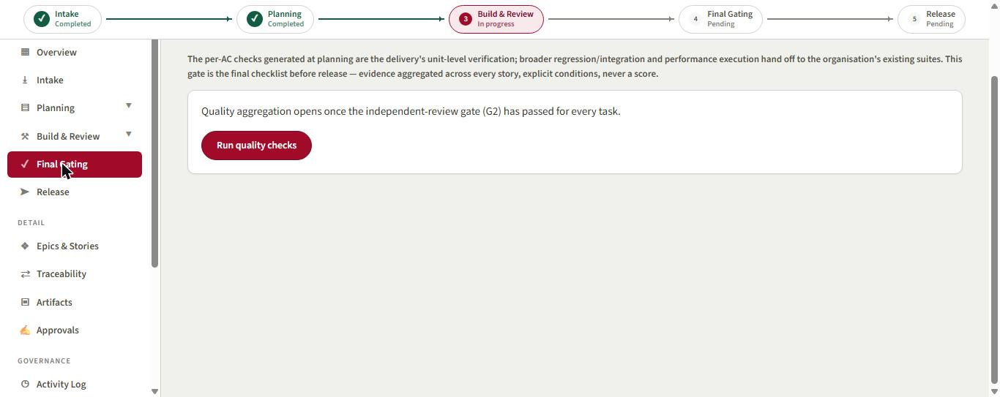 Intake
Completed
Planning
Completed
3
Build & Review
In progress
4
Final Gating
Pending
5
Release
Pending
Overview
Intake
Planning
Build & Review
Final Gating
Release
DETAIL
Epics & Stories
Traceability
Artifacts
Approvals
GOVERNANCE
Activity Log
The per-AC checks generated at planning are the delivery's unit-level verification; broader regression/integration and performance execution hand off to the organisation's existing suites. This
gate is the final checklist before release — evidence aggregated across every story, explicit conditions, never a score.
Quality aggregation opens once the independent-review gate (G2) has passed for every task.
Run quality checks